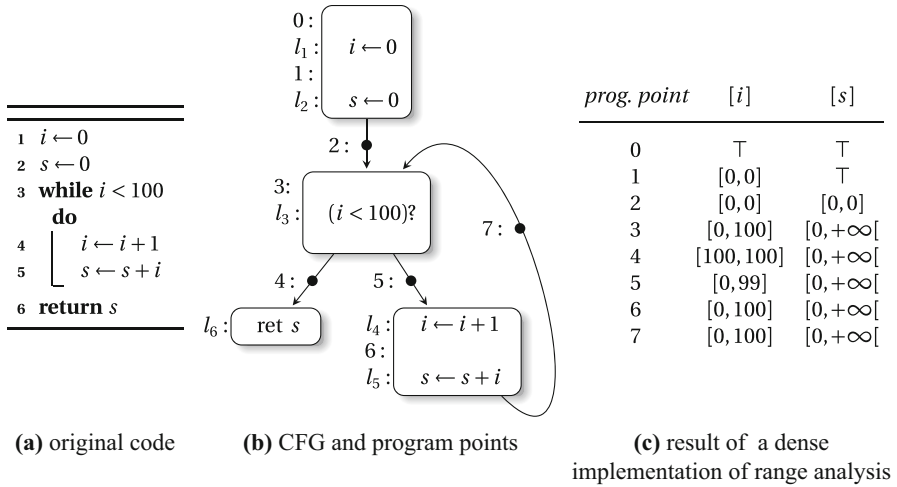 1 i ← 0
2 s ← 0
3 while i < 100
do
4 i ← i + 1
5 s ← s + i
6 return s
(a) original code
0:
l1: i ← 0
1:
l2: s ← 0
2:
3:
l3: (i < 100)?
7:
4:
5:
l6: ret s
l4: i ← i + 1
6:
l5: s ← s + i
(b) CFG and program points
prog. point [i] [s]
0 ⊤ ⊤
1 [0,0] ⊤
2 [0,0] [0,0]
3 [0,100] [0,+∞[
4 [100,100] [0,+∞[
5 [0,99] [0,+∞[
6 [0,100] [0,+∞[
7 [0,100] [0,+∞[
(c) result of a dense
implementation of range analysis